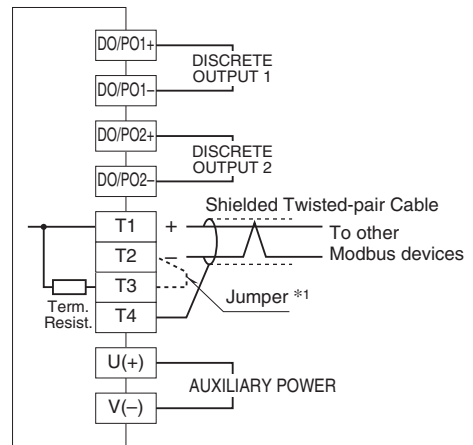 DO/PO1+
DISCRETE
OUTPUT 1
DO/PO1–
DO/PO2+
DISCRETE
OUTPUT 2
DO/PO2–
Shielded Twisted-pair Cable
T1 + To other
T2 – Modbus devices
T3 Jumper *1
Term.
Resist.
T4
U(+)
AUXILIARY POWER
V(–)